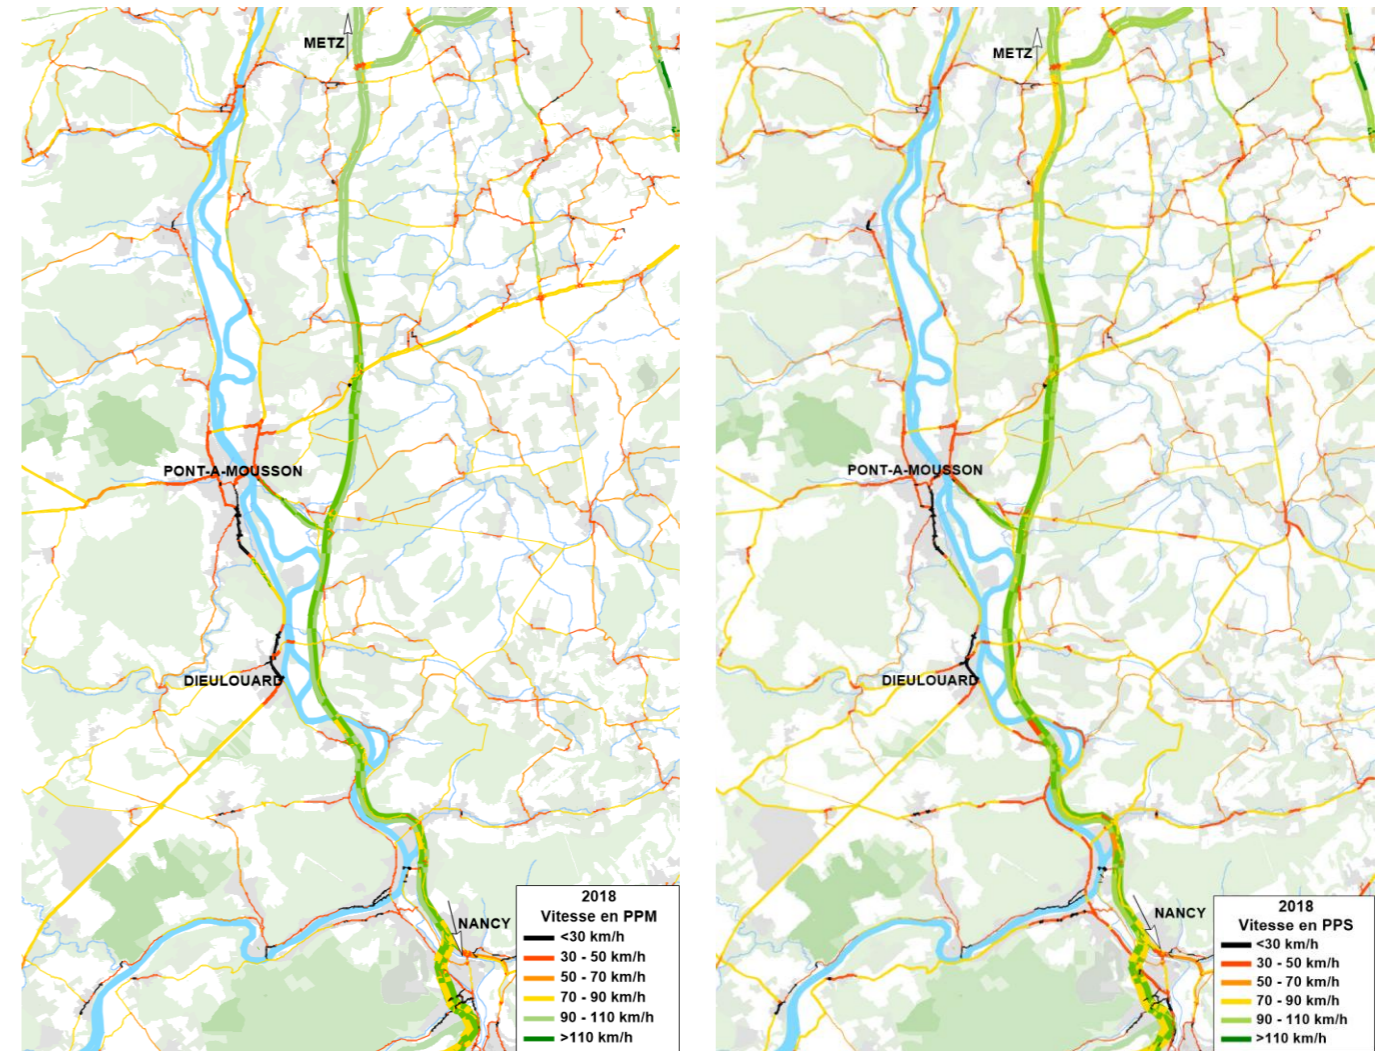 METZ
PONT-A-MOUSSON
DIEULOUARD
NANCY
2018
Vitesse en PPM
<30 km/h
30 - 50 km/h
50 - 70 km/h
70 - 90 km/h
90 - 110 km/h
>110 km/h
METZ
PONT-A-MOUSSON
DIEULOUARD
NANCY
2018
Vitesse en PPS
<30 km/h
30 - 50 km/h
50 - 70 km/h
70 - 90 km/h
90 - 110 km/h
>110 km/h